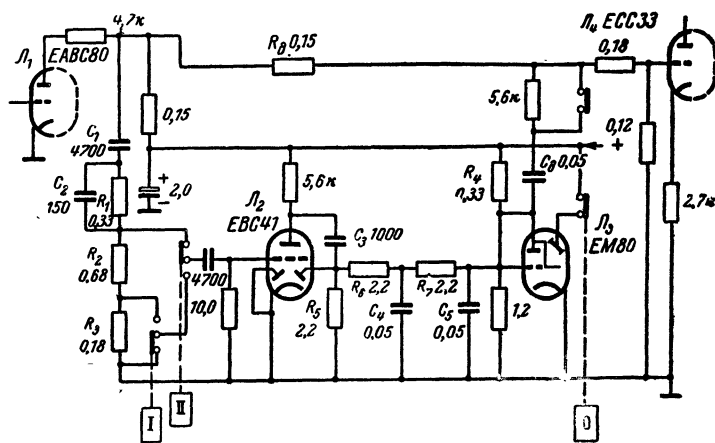 4,7к
Л₁ EABC80
R₈ 0,15
Л₄ ECC33
0,18
0,15
5,6к
C₁ 4700
0,12
C₂ 150
R₁ 0,33
+
2,0
−
5,6к
Л₂ EBC41
C₃ 1000
R₄ 0,33
C₈ 0,05
+
Л₃ EM80
2,7к
R₂ 0,68
4700
10,0
R₅ 2,2
R₆ 2,2
R₇ 2,2
C₄ 0,05
C₅ 0,05
1,2
R₃ 0,18
I
II
0